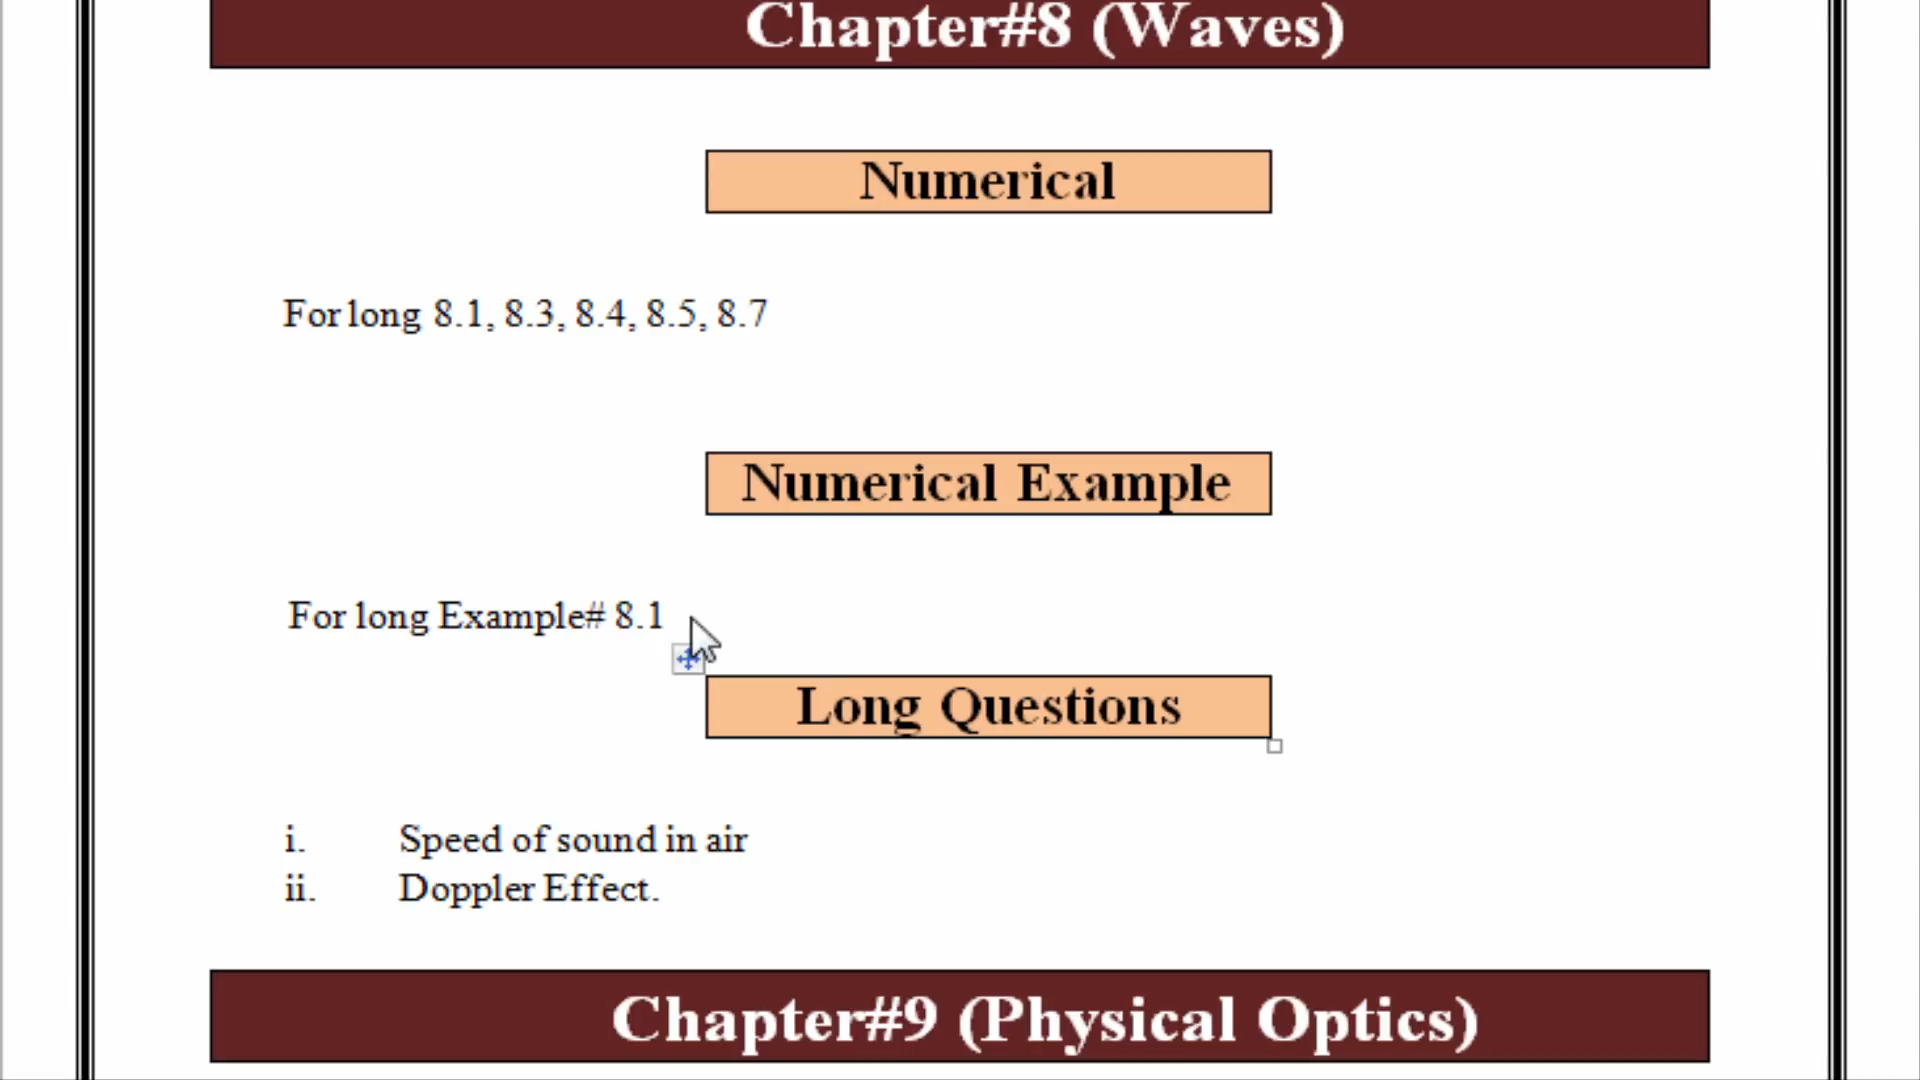 Chapter#8 (Waves)
Numerical
For long 8.1, 8.3, 8.4, 8.5, 8.7
Numerical Example
For long Example# 8.1
Long Questions
i. Speed of sound in air
ii. Doppler Effect.
Chapter#9 (Physical Optics)